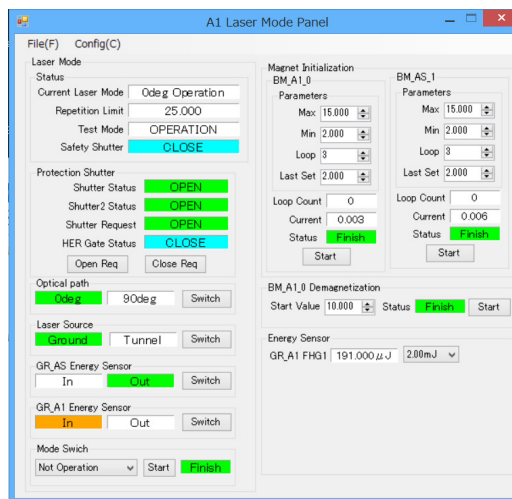 A1 Laser Mode Panel
File(F) Config(C)
Laser Mode
Status
Current Laser Mode 0deg Operation
Repetition Limit 25.000
Test Mode OPERATION
Safety Shutter CLOSE
Protection Shutter
Shutter Status OPEN
Shutter2 Status OPEN
Shutter Request OPEN
HER Gate Status CLOSE
Open Req Close Req
Optical path
0deg 90deg Switch
Laser Source
Ground Tunnel Switch
GR_AS Energy Sensor
In Out Switch
GR_A1 Energy Sensor
In Out Switch
Mode Swich
Not Operation Start Finish
Magnet Initialization
BM_A1_0
Parameters
Max 15.000
Min 2.000
Loop 3
Last Set 2.000
Loop Count 0
Current 0.003
Status Finish
Start
BM_AS_1
Parameters
Max 15.000
Min 2.000
Loop 3
Last Set 2.000
Loop Count 0
Current 0.006
Status Finish
Start
BM_A1_0 Demagnetization
Start Value 10.000 Status Finish Start
Energy Sensor
GR_A1 FHG1 191.000μJ 2.00mJ